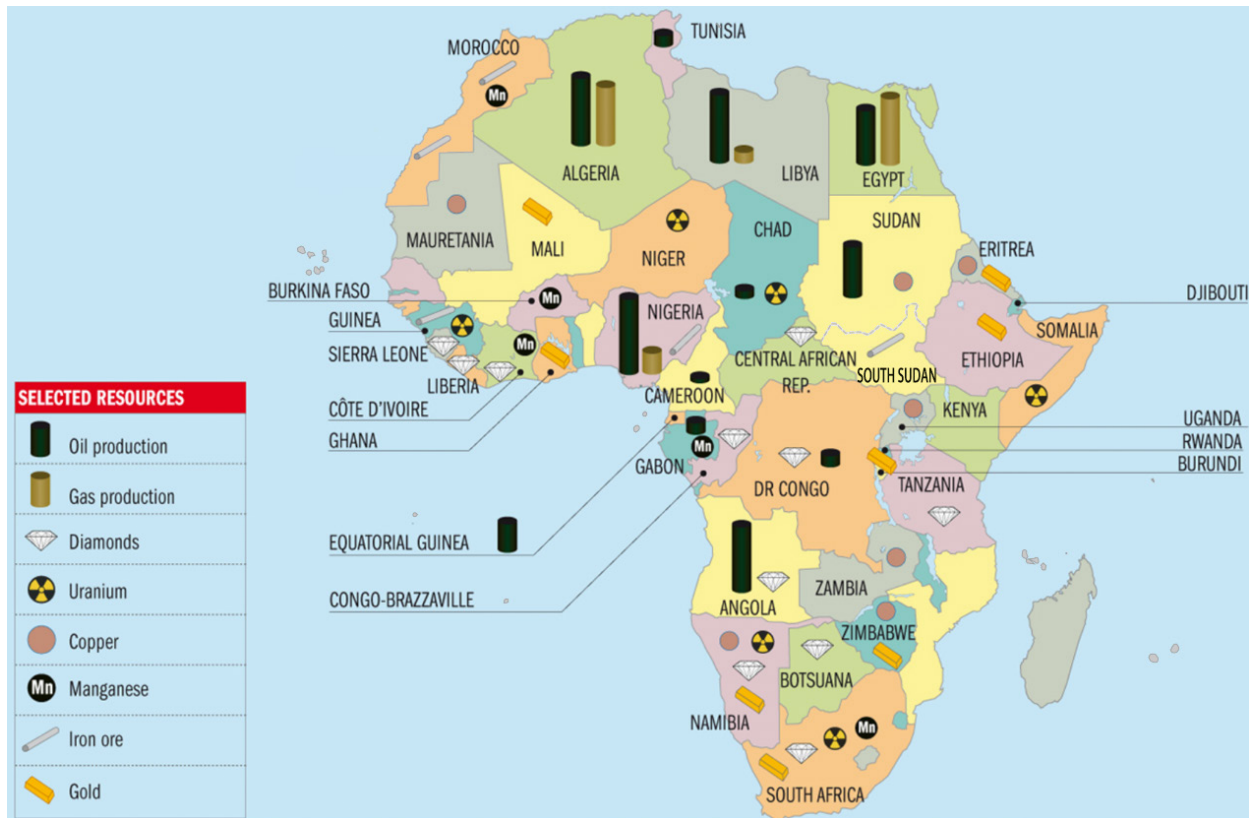 TUNISIA
MOROCCO
Mn
ALGERIA
LIBYA
EGYPT
MAURETANIA
MALI
NIGER
CHAD
SUDAN
ERITREA
BURKINA FASO
Mn
NIGERIA
DJIBOUTI
GUINEA
SOMALIA
SIERRA LEONE
Mn
CENTRAL AFRICAN
REP.
ETHIOPIA
LIBERIA
SOUTH SUDAN
CAMEROON
KENYA
CÔTE D'IVOIRE
UGANDA
GHANA
Mn
GABON
RWANDA
BURUNDI
DR CONGO
TANZANIA
EQUATORIAL GUINEA
CONGO-BRAZZAVILLE
ANGOLA
ZAMBIA
ZIMBABWE
BOTSUANA
NAMIBIA
Mn
SOUTH AFRICA
SELECTED RESOURCES
Oil production
Gas production
Diamonds
Uranium
Copper
Mn Manganese
Iron ore
Gold